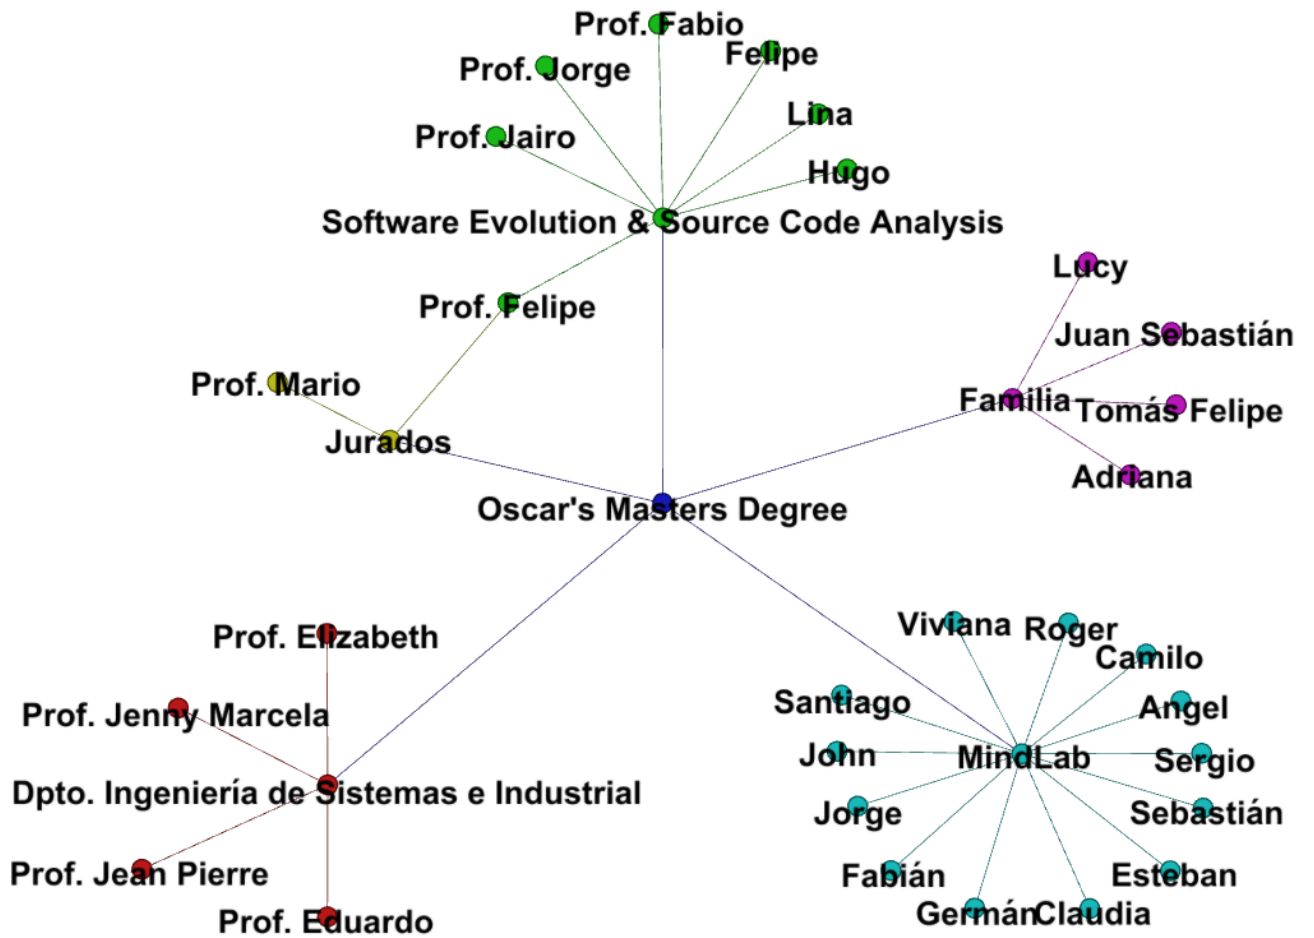 Prof. Fabio
Felipe
Prof. Jorge
Lina
Prof. Jairo
Hugo
Software Evolution & Source Code Analysis
Lucy
Prof. Felipe
Juan Sebastián
Prof. Mario
Familia
Tomás Felipe
Jurados
Adriana
Oscar's Masters Degree
Viviana
Roger
Prof. Elizabeth
Camilo
Santiago
Angel
Prof. Jenny Marcela
John
MindLab
Sergio
Dpto. Ingeniería de Sistemas e Industrial
Jorge
Sebastián
Prof. Jean Pierre
Fabián
Esteban
Germán
Claudia
Prof. Eduardo